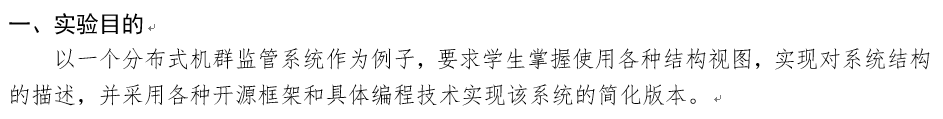 一、实验目的
以一个分布式机群监管系统作为例子，要求学生掌握使用各种结构视图，实现对系统结构
的描述，并采用各种开源框架和具体编程技术实现该系统的简化版本。